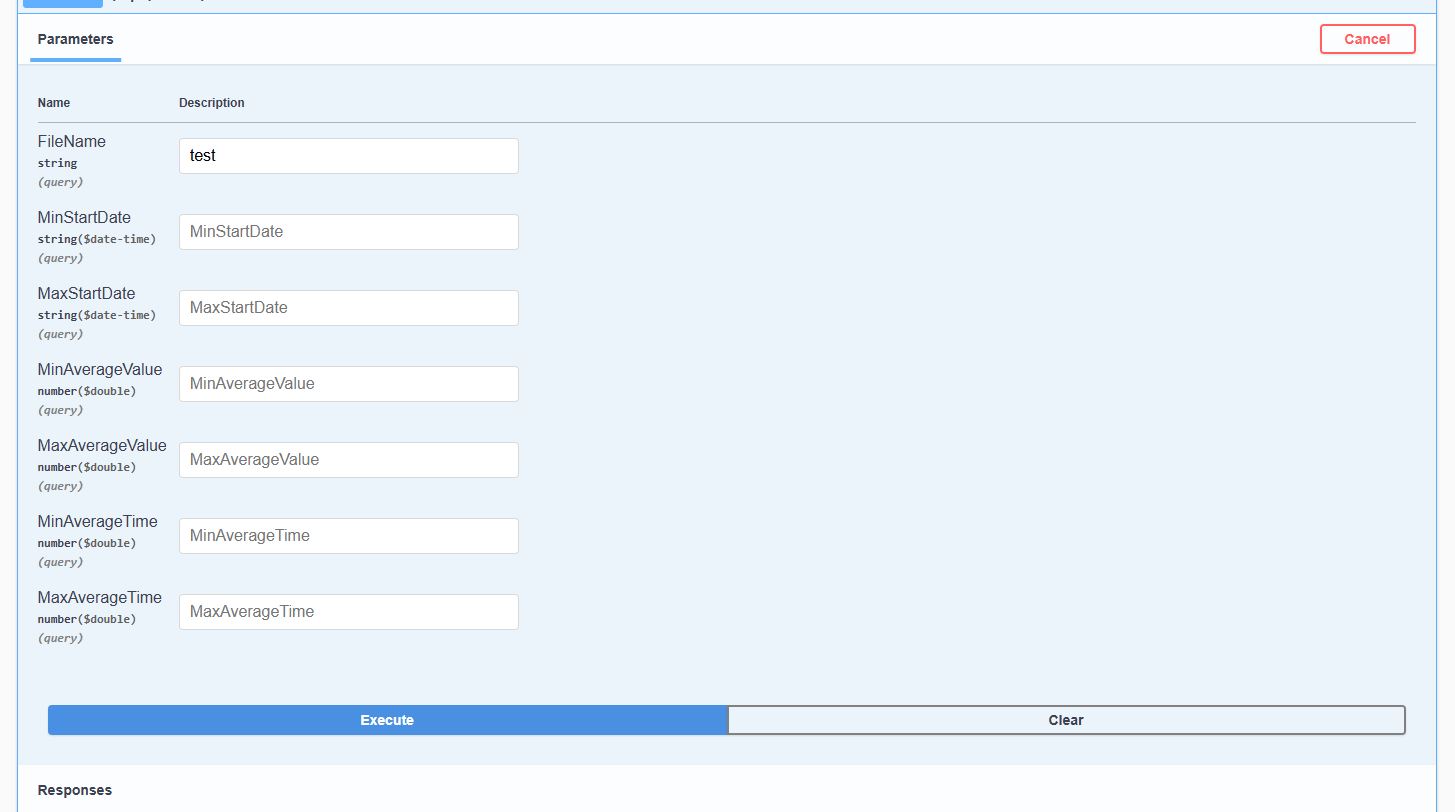 Parameters
Cancel
Name Description
FileName
string
(query)
test
MinStartDate
string($date-time)
(query)
MinStartDate
MaxStartDate
string($date-time)
(query)
MaxStartDate
MinAverageValue
number($double)
(query)
MinAverageValue
MaxAverageValue
number($double)
(query)
MaxAverageValue
MinAverageTime
number($double)
(query)
MinAverageTime
MaxAverageTime
number($double)
(query)
MaxAverageTime
Execute
Clear
Responses